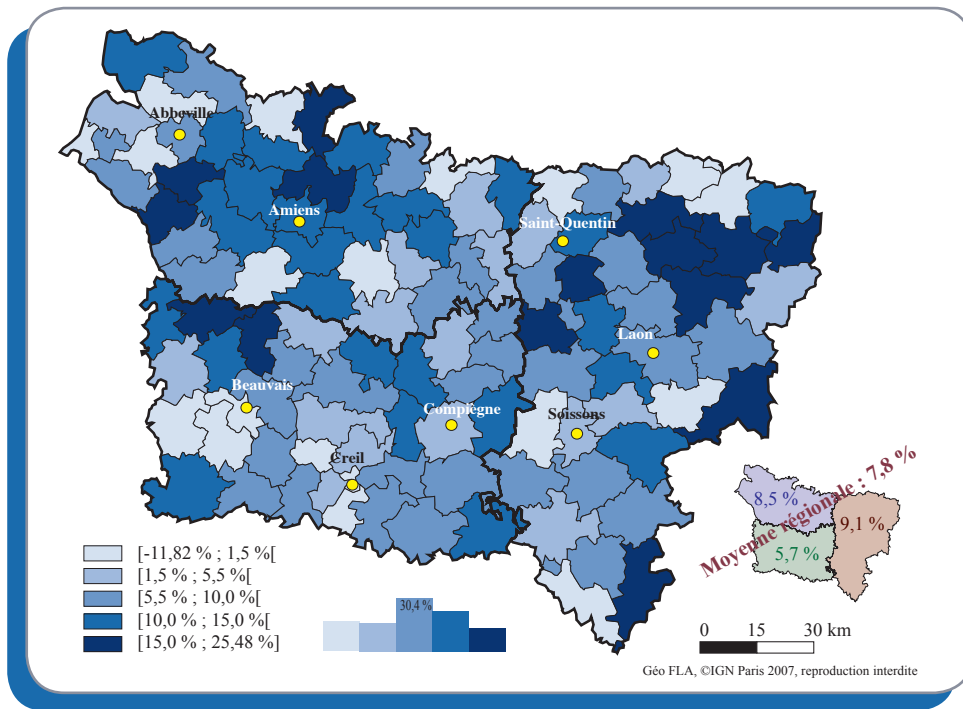 Abbeville
Amiens
Saint-Quentin
Laon
Beauvais
Compiègne
Soissons
Creil
[-11,82 % ; 1,5 %[
[1,5 % ; 5,5 %[
[5,5 % ; 10,0 %[
[10,0 % ; 15,0 %[
[15,0 % ; 25,48 %]
30,4 %
Moyenne régionale : 7,8 %
8,5 %
9,1 %
5,7 %
0 15 30 km
Géo FLA, ©IGN Paris 2007, reproduction interdite